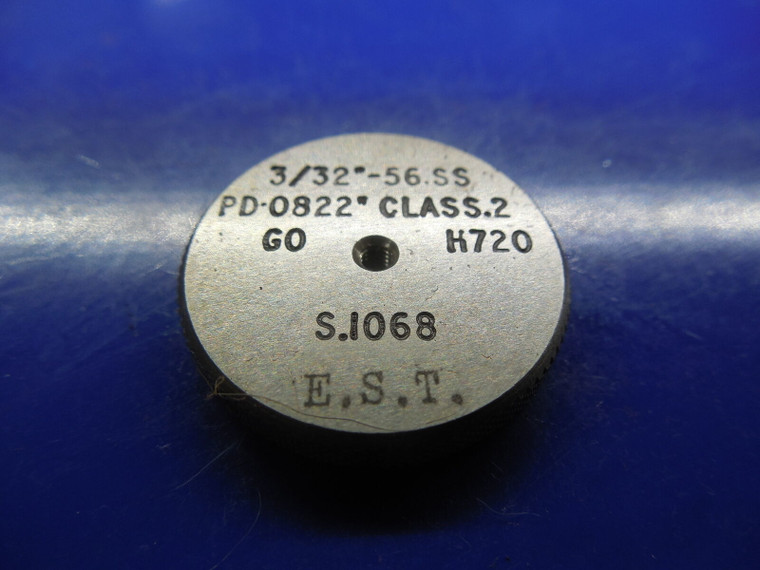 3/32"-56.SS
PD-0822" CLASS.2
GO H720
S.1068
E.S.T.